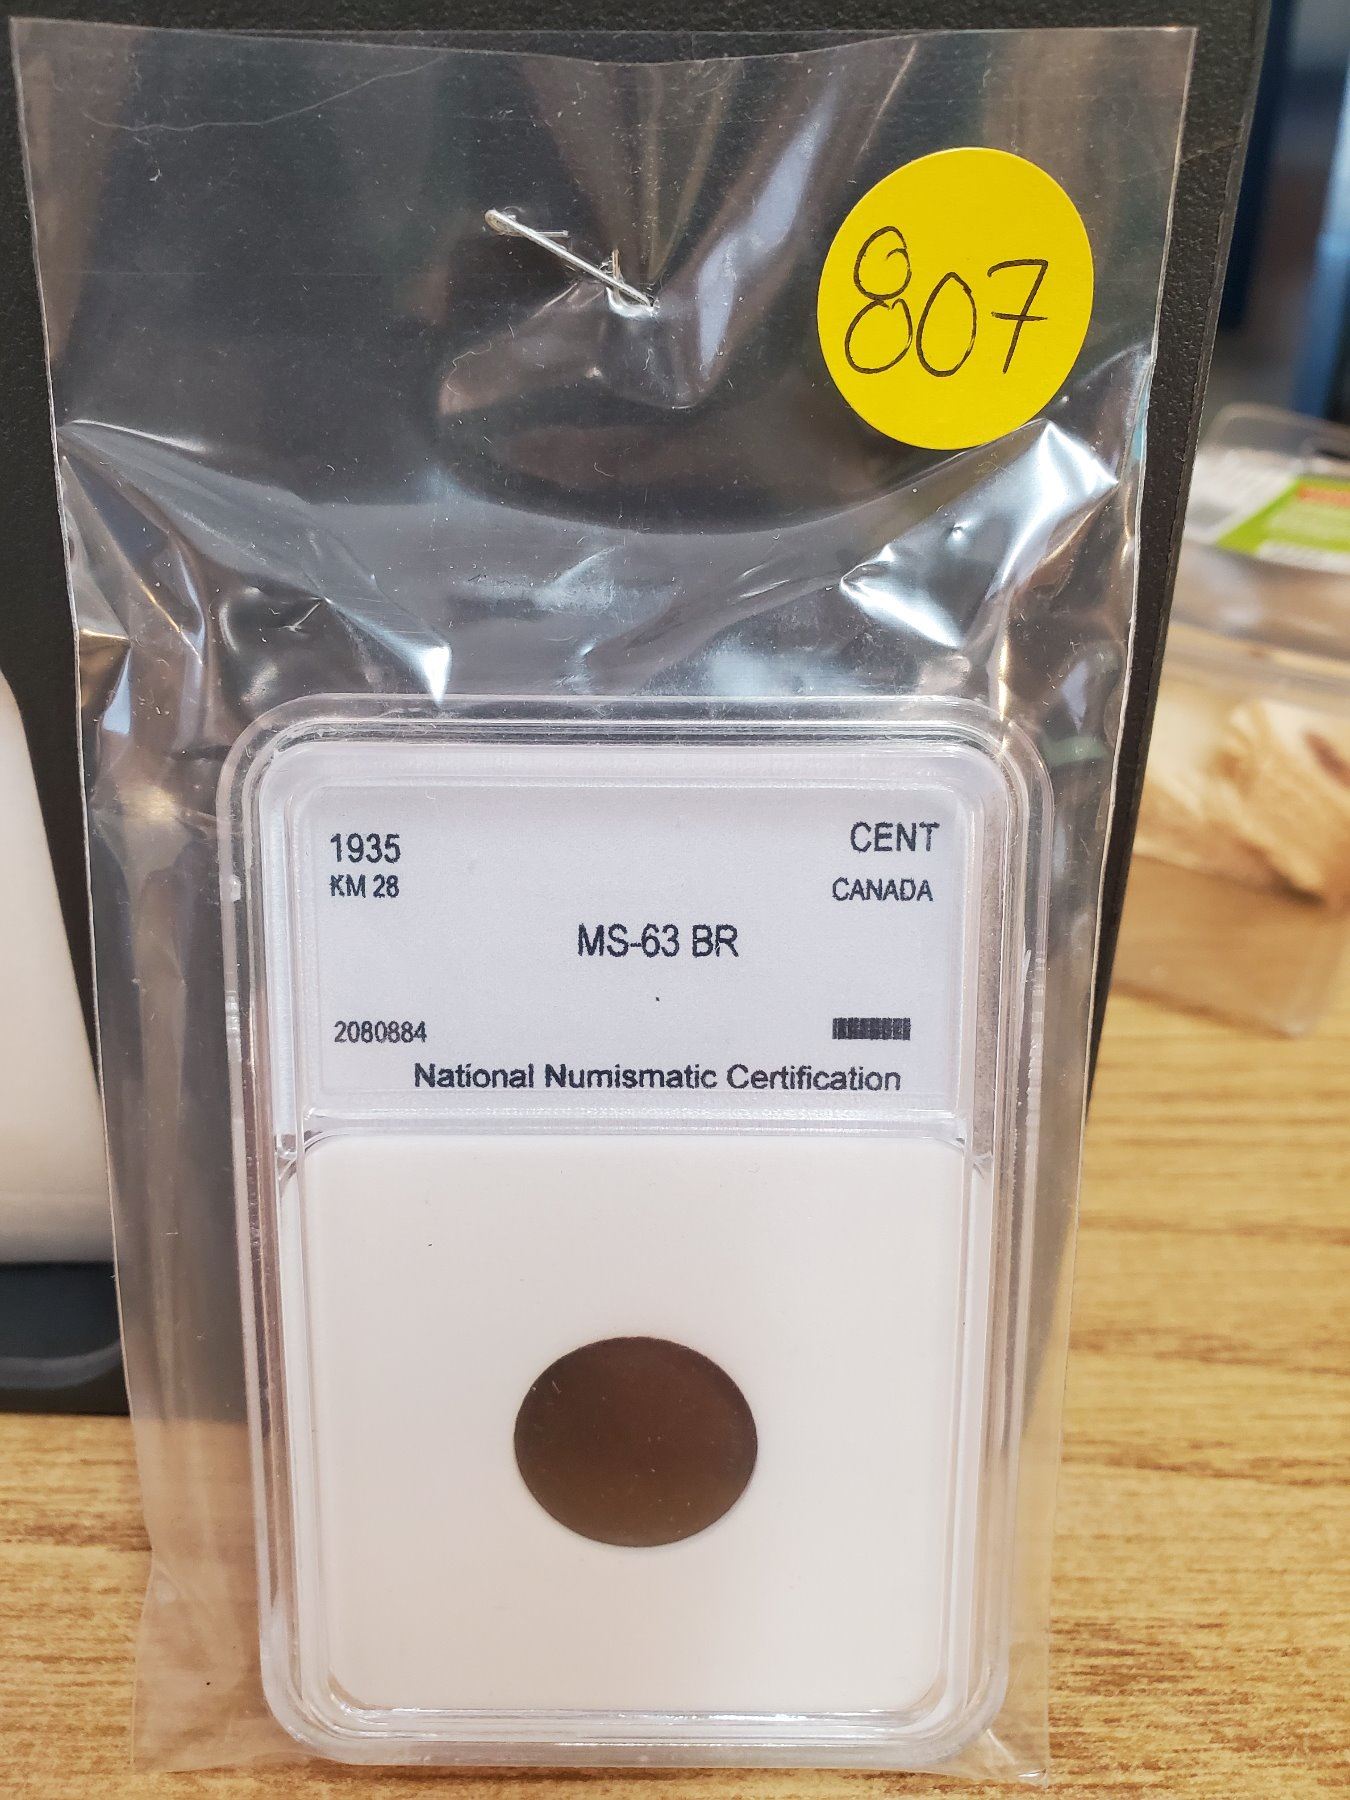 807
1935 CENT
KM 28 CANADA
MS-63 BR
2080884
National Numismatic Certification